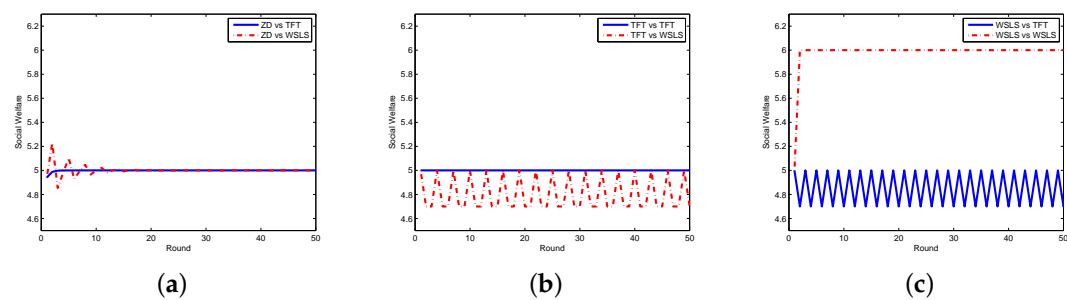 ZD vs TFT
ZD vs WSLS
6.2
6
5.8
5.6
5.4
5.2
5
4.8
4.6
Social Welfare
0 10 20 30 40 50
Round
(a)
TFT vs TFT
TFT vs WSLS
6.2
6
5.8
5.6
5.4
5.2
5
4.8
4.6
Social Welfare
0 10 20 30 40 50
Round
(b)
WSLS vs TFT
WSLS vs WSLS
6.2
6
5.8
5.6
5.4
5.2
5
4.8
4.6
Social Welfare
0 10 20 30 40 50
Round
(c)